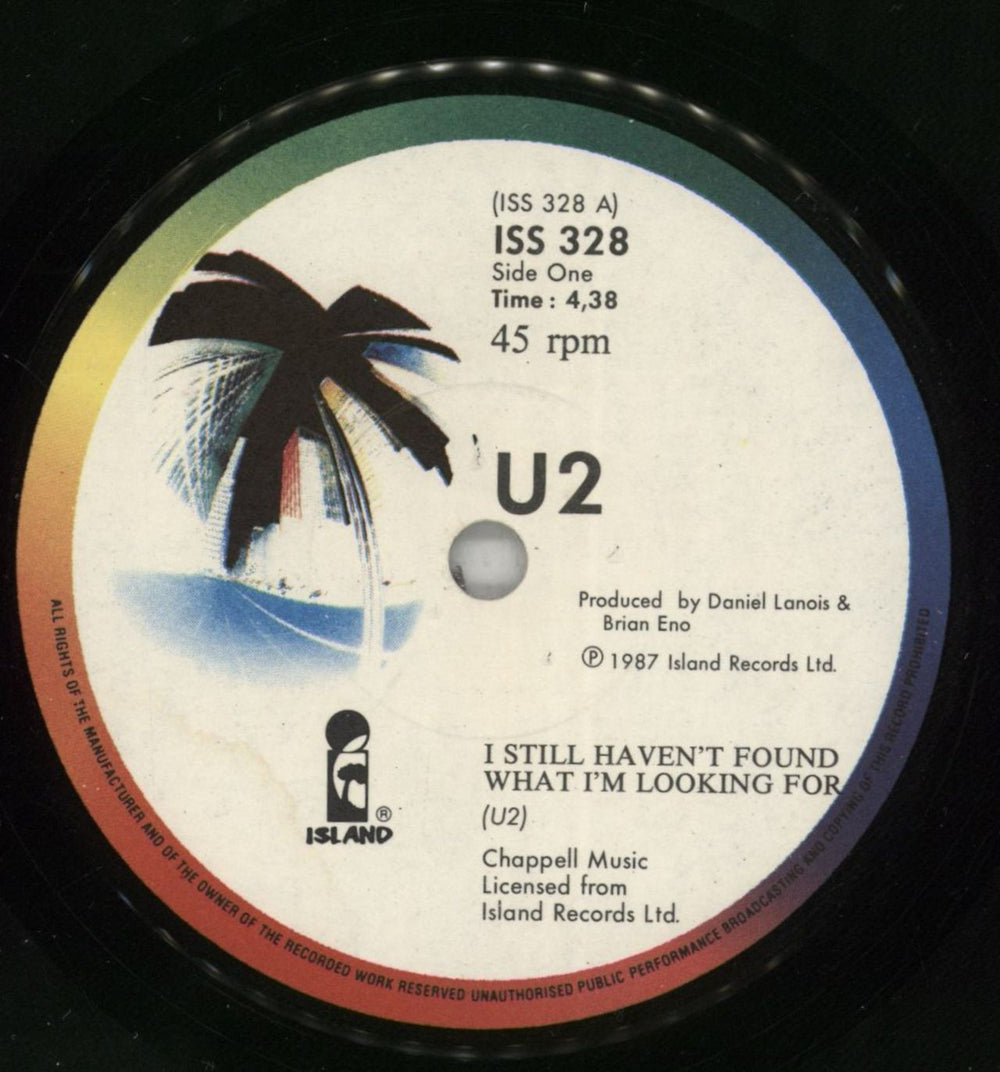 (ISS 328 A)
ISS 328
Side One
Time : 4,38
45 rpm
U2
Produced by Daniel Lanois &
Brian Eno
Ⓟ 1987 Island Records Ltd.
I STILL HAVEN'T FOUND
WHAT I'M LOOKING FOR
(U2)
Chappell Music
Licensed from
Island Records Ltd.
®
ISLAND
ALL RIGHTS OF THE MANUFACTURER AND OF THE OWNER OF THE RECORDED WORK RESERVED UNAUTHORISED PUBLIC PERFORMANCE BROADCASTING AND COPYING OF THIS RECORD PROHIBITED